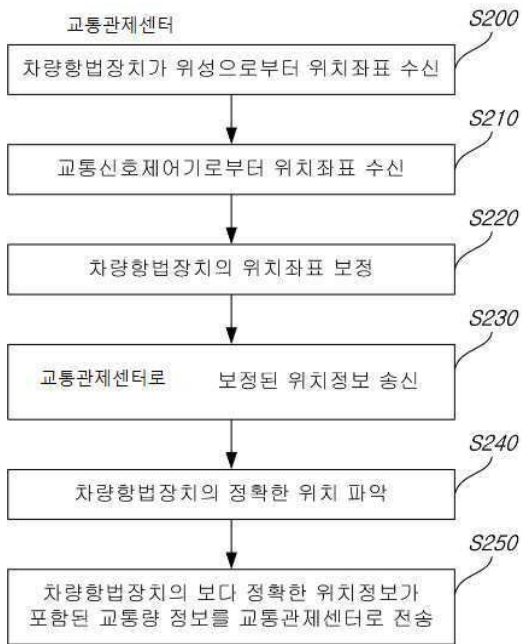 교통관제센터
S200
차량항법장치가 위성으로부터 위치좌표 수신
S210
교통신호제어기로부터 위치좌표 수신
S220
차량항법장치의 위치좌표 보정
S230
교통관제센터로 보정된 위치정보 송신
S240
차량항법장치의 정확한 위치 파악
S250
차량항법장치의 보다 정확한 위치정보가
포함된 교통량 정보를 교통관제센터로 전송